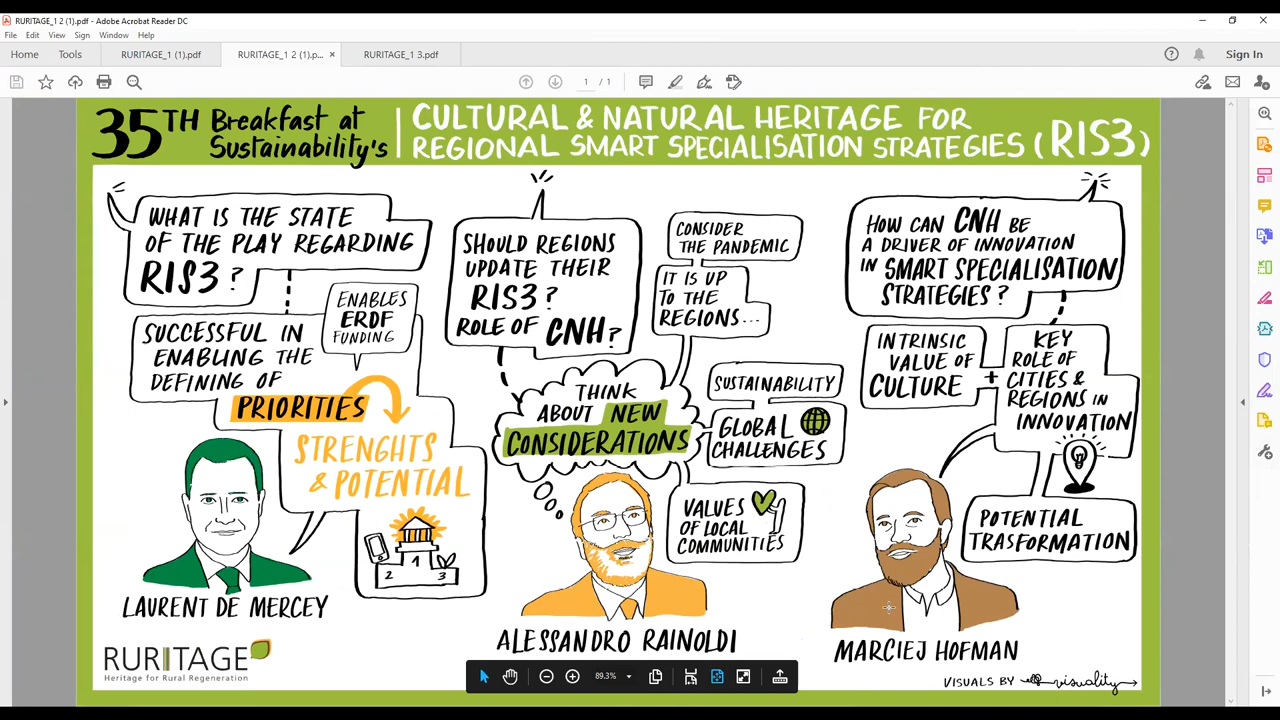 RURITAGE_1 2 (1).pdf - Adobe Acrobat Reader DC
File Edit View Sign Window Help
Home Tools RURITAGE_1 (1).pdf RURITAGE_1 2 (1).p... × RURITAGE_1 3.pdf Sign In
1 / 1
35TH Breakfast at Sustainability's
CULTURAL & NATURAL HERITAGE FOR
REGIONAL SMART SPECIALISATION STRATEGIES (RIS3)
WHAT IS THE STATE
OF THE PLAY REGARDING
RIS3?
ENABLES
ERDF
FUNDING
SUCCESSFUL IN
ENABLING THE
DEFINING OF
PRIORITIES
STRENGHTS
& POTENTIAL
1
2 3
LAURENT DE MERCEY
SHOULD REGIONS
UPDATE THEIR
RIS3?
ROLE OF CNH?
CONSIDER
THE PANDEMIC
IT IS UP
TO THE
REGIONS...
THINK
ABOUT NEW
CONSIDERATIONS
SUSTAINABILITY
GLOBAL
CHALLENGES
VALUES
OF LOCAL
COMMUNITIES
ALESSANDRO RAINOLDI
HOW CAN CNH BE
A DRIVER OF INNOVATION
IN SMART SPECIALISATION
STRATEGIES?
INTRINSIC
VALUE OF
CULTURE
+
KEY
ROLE OF
CITIES &
REGIONS IN
INNOVATION
POTENTIAL
TRASFORMATION
MARCIEJ HOFMAN
RURITAGE
Heritage for Rural Regeneration
89.3%
VISUALS BY visuality